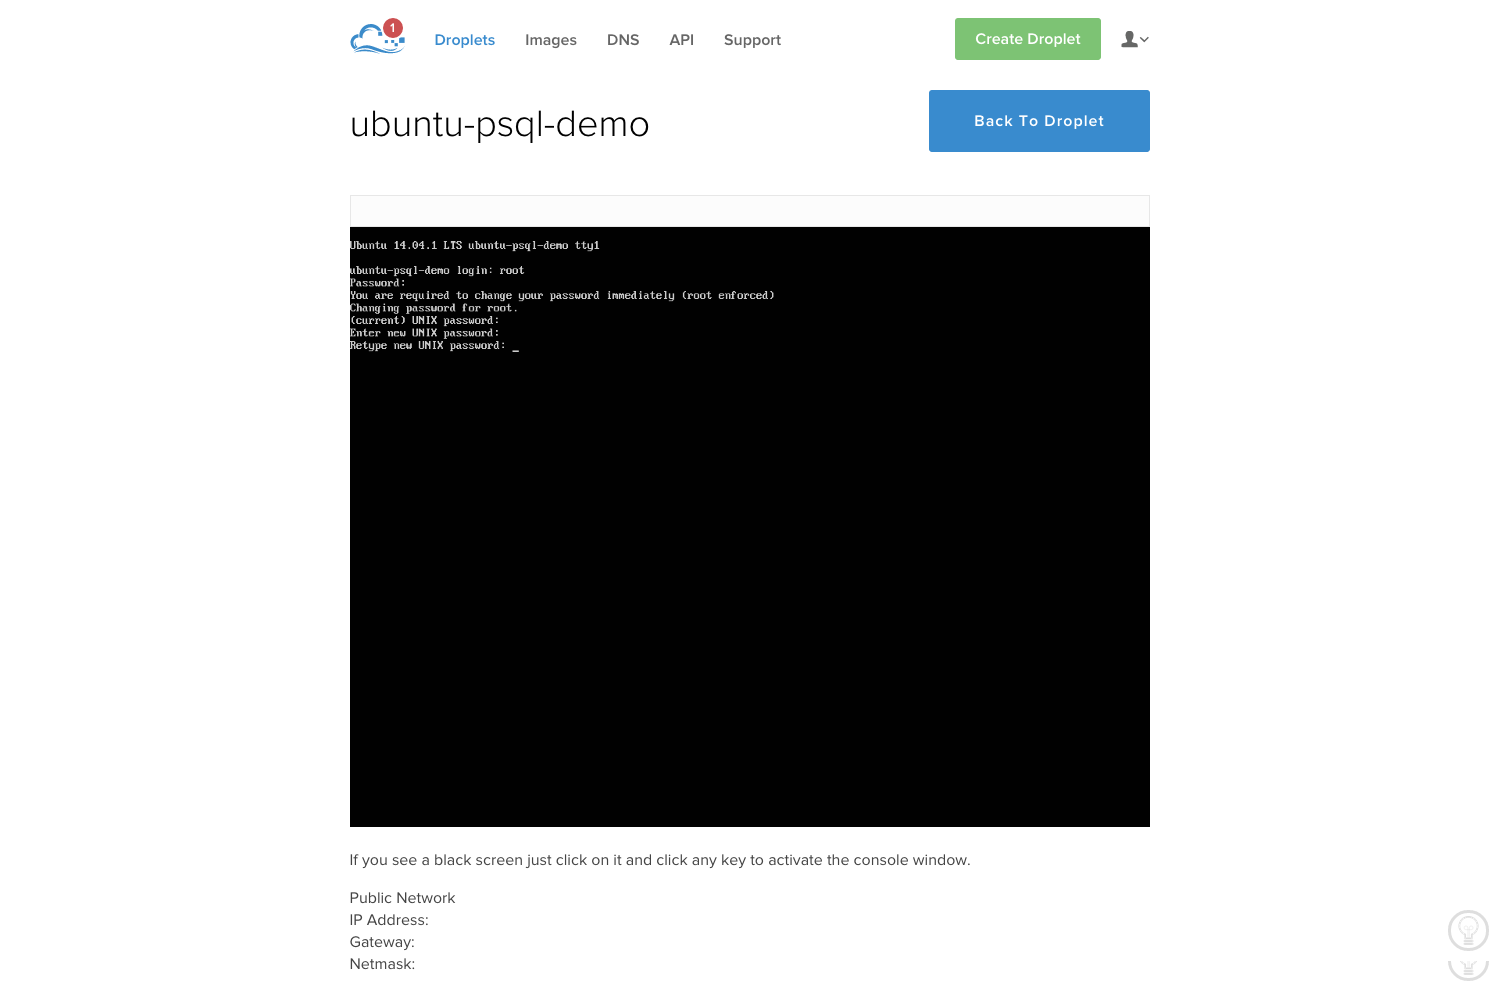 1
Droplets Images DNS API Support Create Droplet
ubuntu-psql-demo
Back To Droplet
Ubuntu 14.04.1 LTS ubuntu-psql-demo tty1
ubuntu-psql-demo login: root
Password:
You are required to change your password immediately (root enforced)
Changing password for root.
(current) UNIX password:
Enter new UNIX password:
Retype new UNIX password: _
If you see a black screen just click on it and click any key to activate the console window.
Public Network
IP Address:
Gateway:
Netmask: